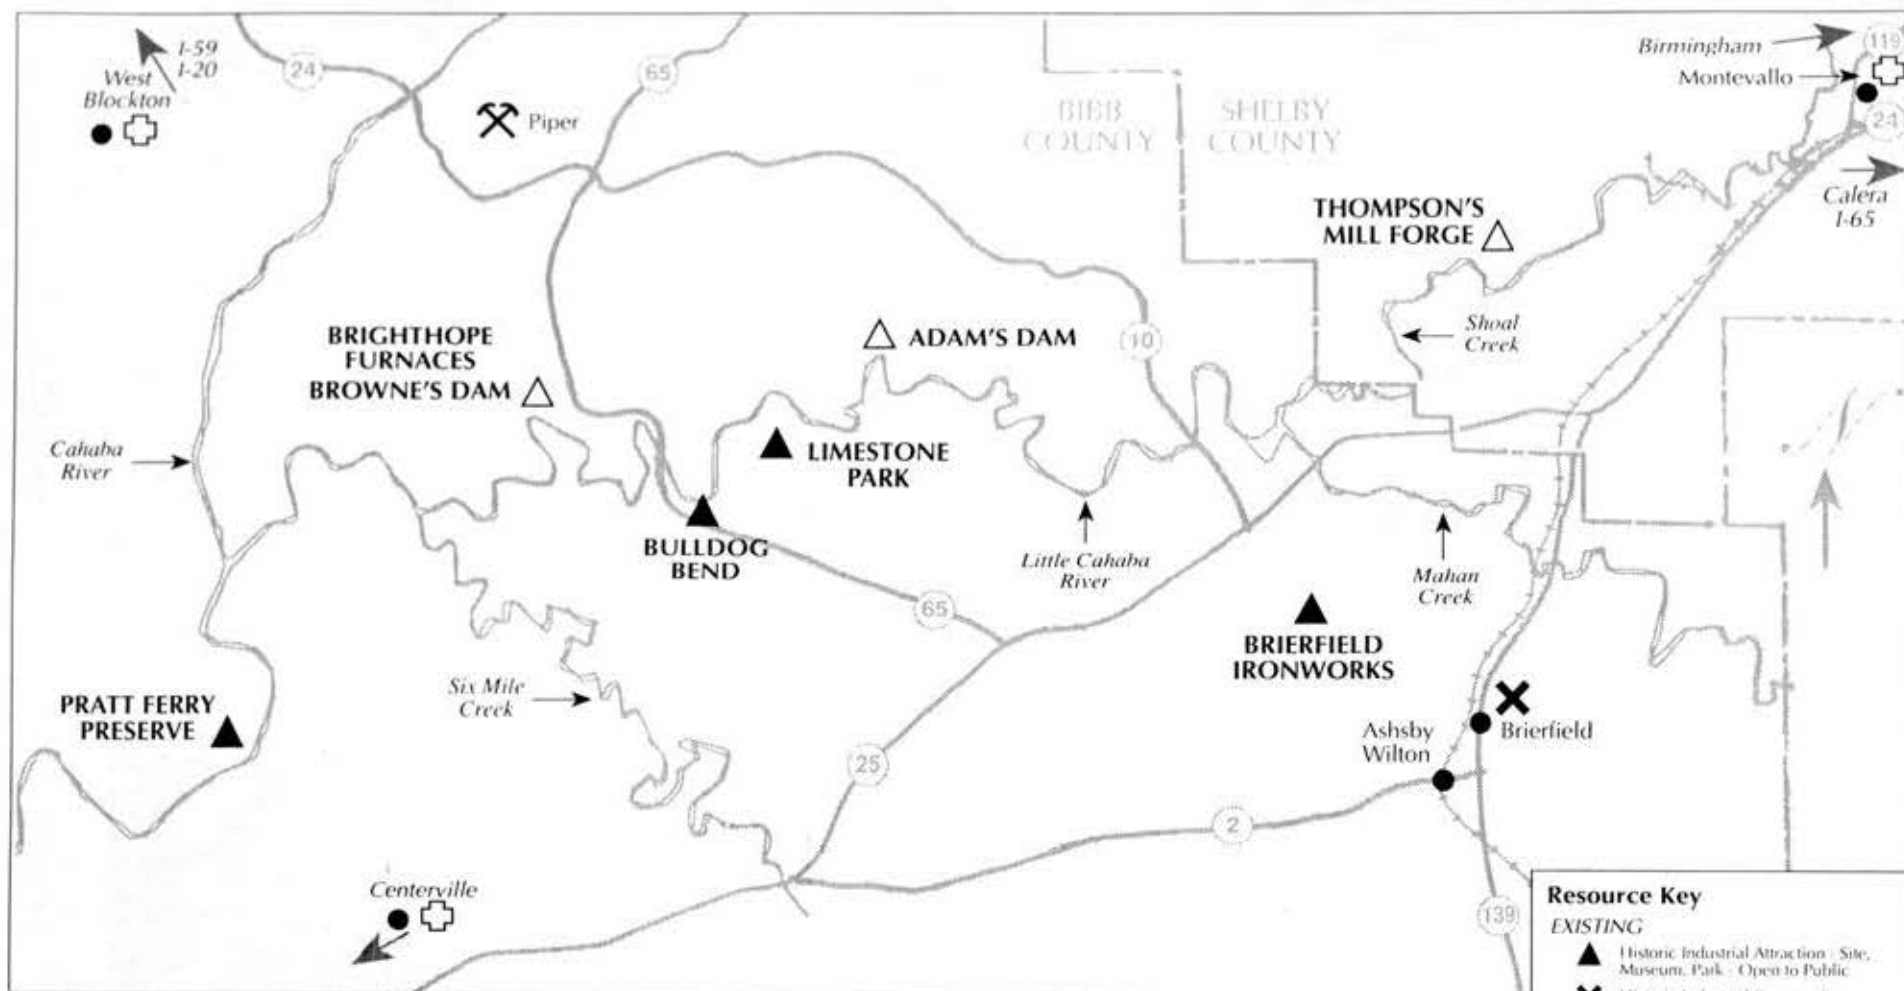 I-59
I-20
West
Blockton
24
65
Piper
BIBB
COUNTY
SHELBY
COUNTY
Birmingham
119
Montevallo
24
Calera
I-65
THOMPSON'S
MILL FORGE
Shoal
Creek
BRIGHTHOPE
FURNACES
BROWNE'S DAM
ADAM'S DAM
10
Cahaba
River
LIMESTONE
PARK
BULLDOG
BEND
Little Cahaba
River
Mahan
Creek
65
BRIERFIELD
IRONWORKS
Six Mile
Creek
PRATT FERRY
PRESERVE
Ashsby
Wilton
Brierfield
25
2
Centerville
139
Resource Key
EXISTING
Historic Industrial Attraction - Site,
Museum, Park - Open to Public